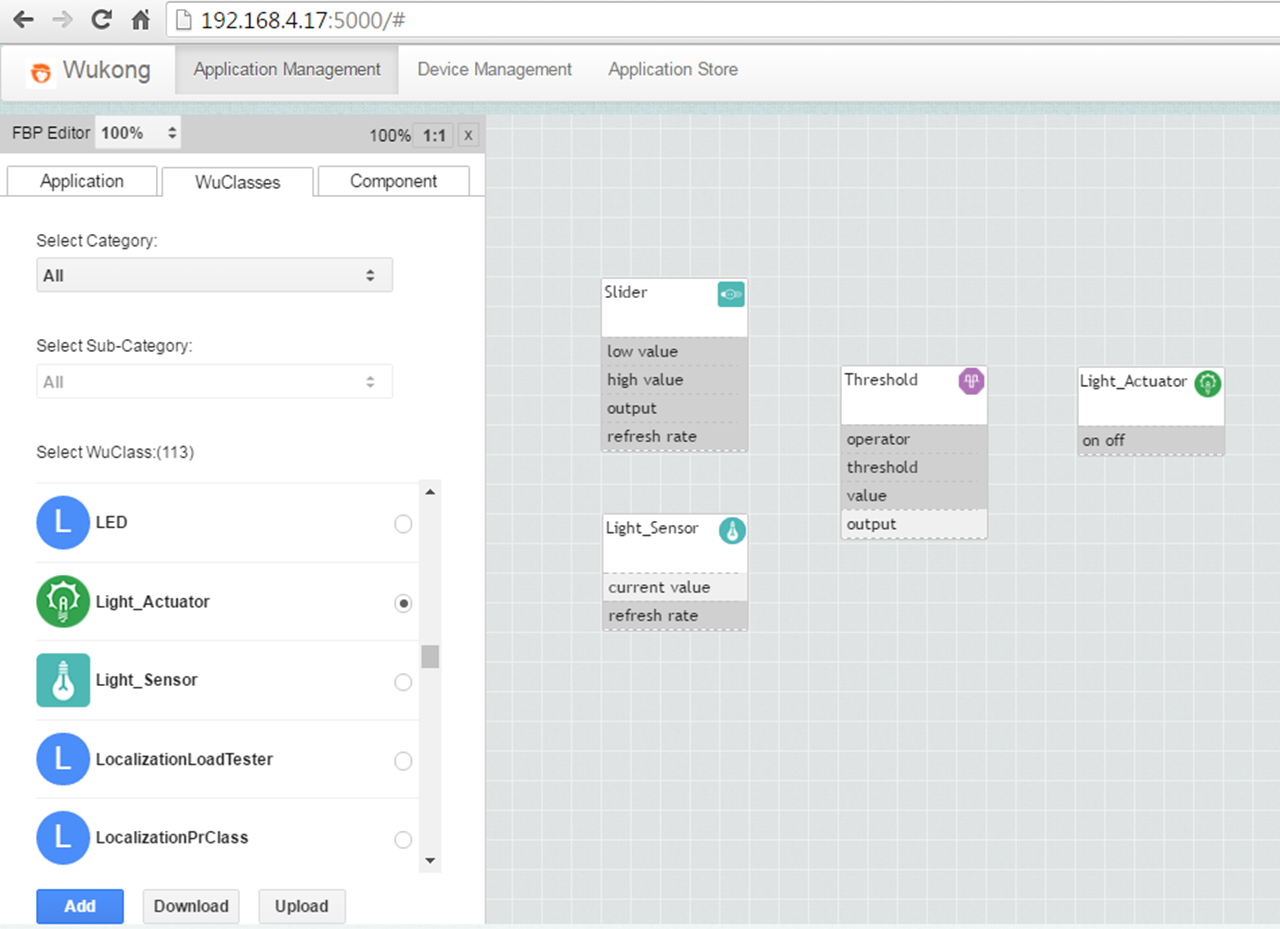 192.168.4.17:5000/#
Wukong
Application Management
Device Management
Application Store
FBP Editor
100%
100%
1:1
x
Application
WuClasses
Component
Select Category:
All
Select Sub-Category:
All
Select WuClass:(113)
L
LED
A
Light_Actuator
Light_Sensor
L
LocalizationLoadTester
L
LocalizationPrClass
Add
Download
Upload
Slider
low value
high value
output
refresh rate
Light_Sensor
current value
refresh rate
Threshold
operator
threshold
value
output
Light_Actuator
on off